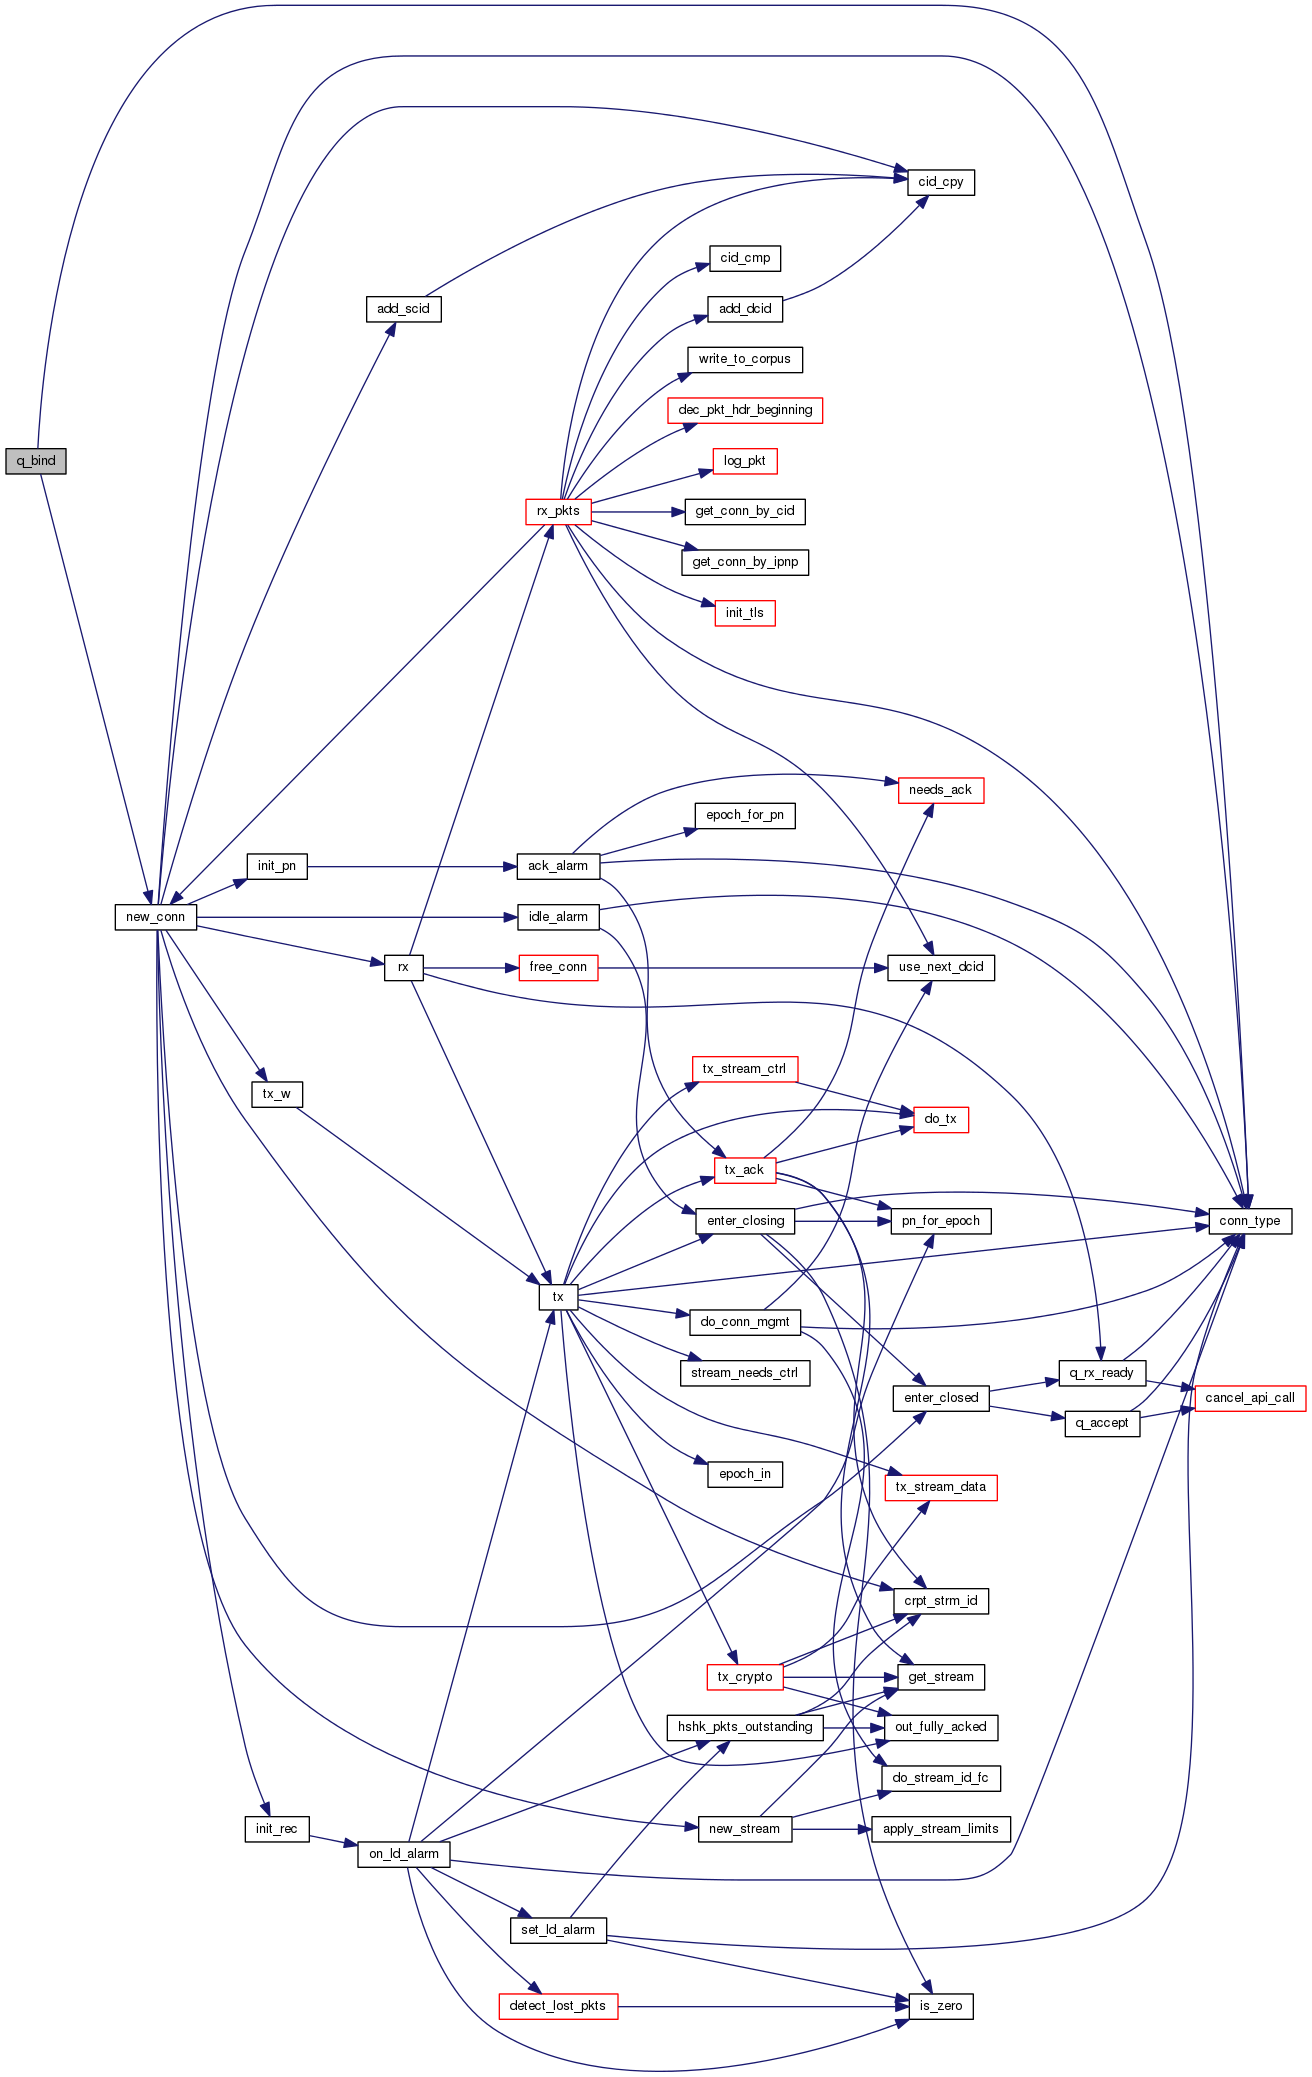 cid_cpy
cid_cmp
add_scid
add_dcid
write_to_corpus
dec_pkt_hdr_beginning
q_bind
log_pkt
rx_pkts
get_conn_by_cid
get_conn_by_ipnp
init_tls
needs_ack
epoch_for_pn
init_pn
ack_alarm
new_conn
idle_alarm
rx
free_conn
use_next_dcid
tx_stream_ctrl
tx_w
do_tx
tx_ack
enter_closing
pn_for_epoch
conn_type
tx
do_conn_mgmt
stream_needs_ctrl
q_rx_ready
enter_closed
cancel_api_call
q_accept
epoch_in
tx_stream_data
crpt_strm_id
tx_crypto
get_stream
hshk_pkts_outstanding
out_fully_acked
do_stream_id_fc
init_rec
new_stream
apply_stream_limits
on_ld_alarm
set_ld_alarm
detect_lost_pkts
is_zero